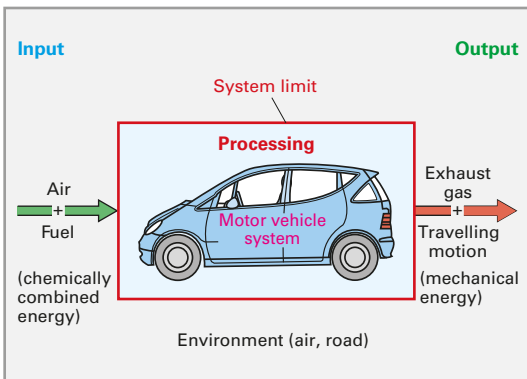 Input
Output
System limit
Processing
Air
+
Fuel
(chemically
combined
energy)
Motor vehicle
system
Exhaust
gas
+
Travelling
motion
(mechanical
energy)
Environment (air, road)